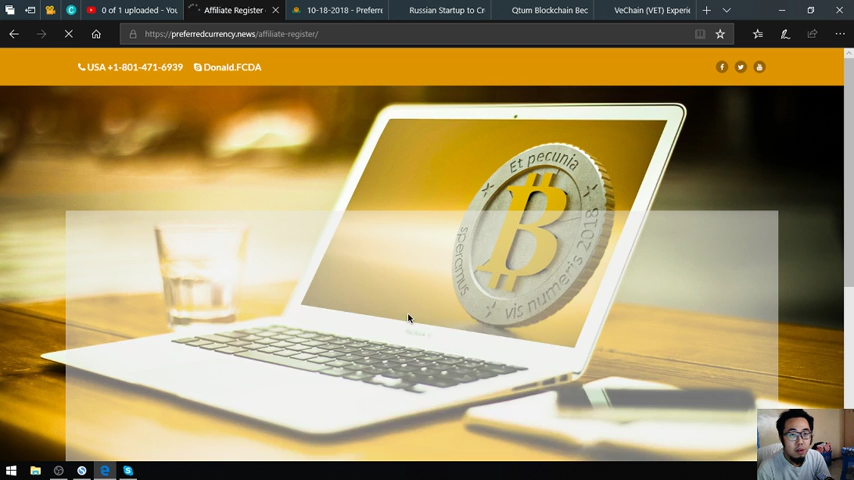 0 of 1 uploaded - You
Affiliate Register
10-18-2018 - Preferre
Russian Startup to Cr
Qtum Blockchain Bec
VeChain (VET) Experie
https://preferredcurrency.news/affiliate-register/
USA +1-801-471-6939 Donald.FCDA
Et pecunia
speramus
vis numeris 2018